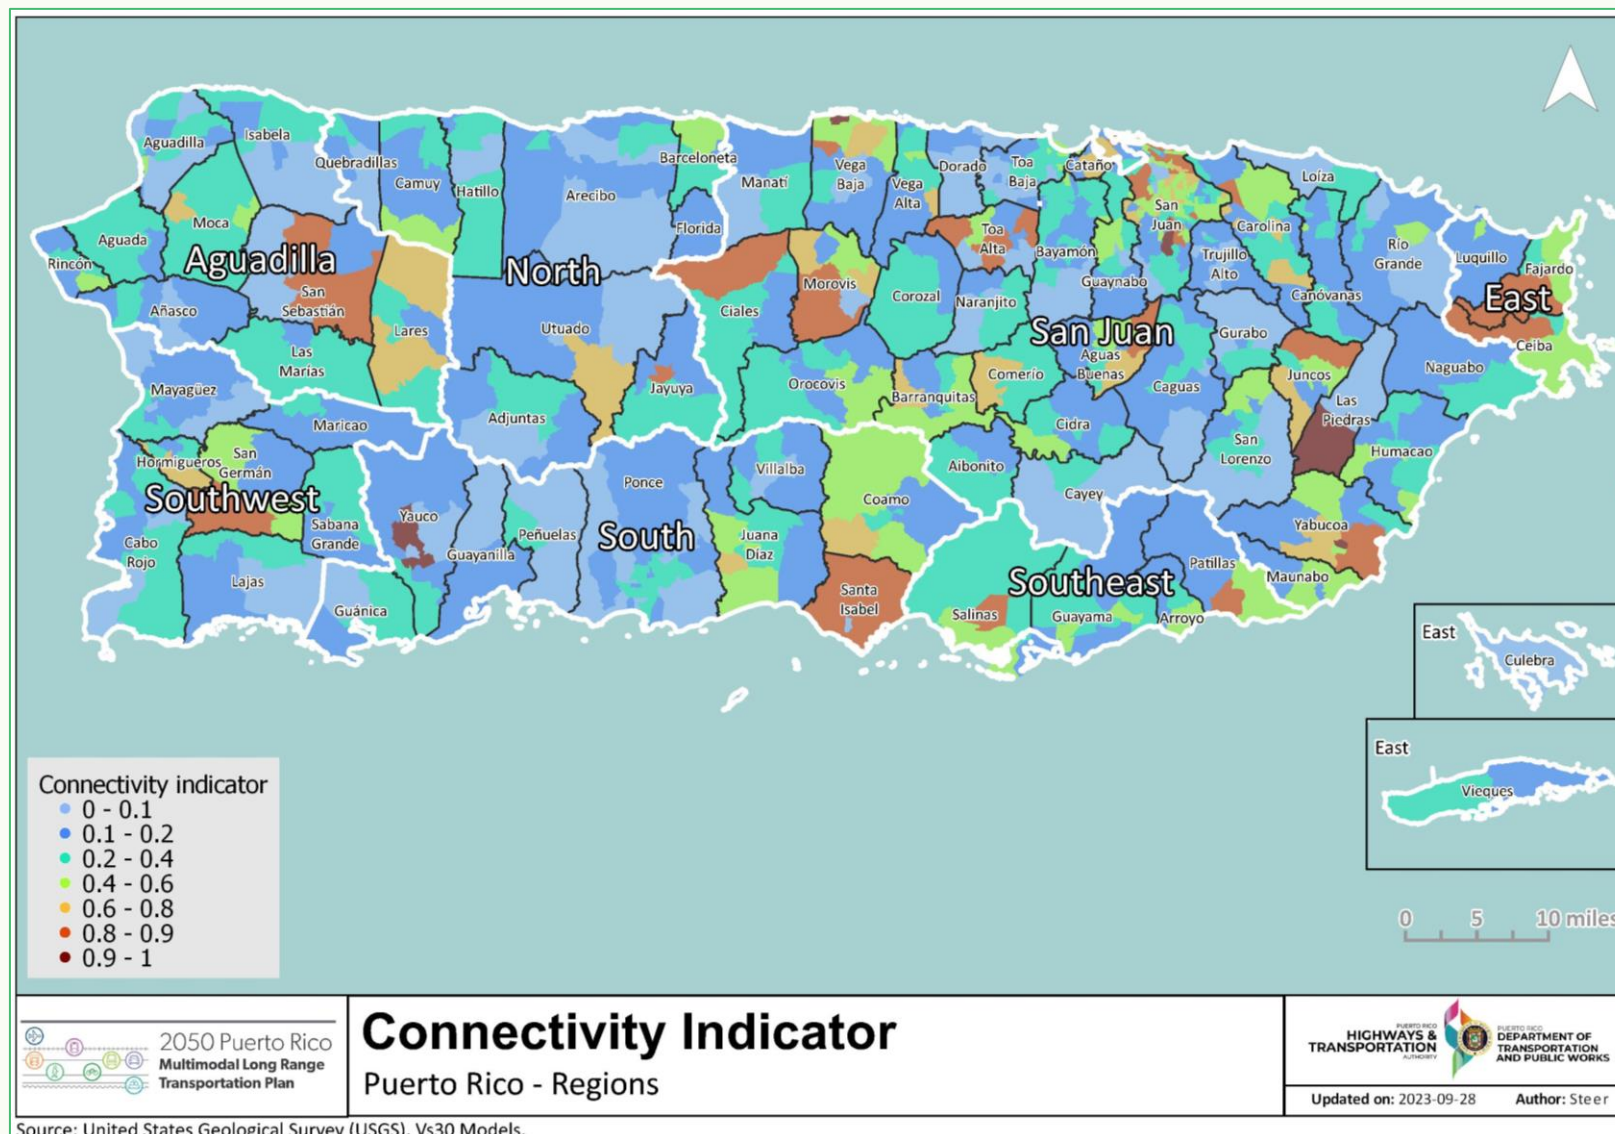 Aguadilla
Isabela
Quebradillas
Camuy
Hatillo
Arecibo
Barceloneta
Florida
Manatí
Vega
Baja
Vega
Alta
Dorado
Toa
Baja
Cataño
San
Juan
Loíza
Carolina
Toa
Alta
Bayamón
Trujillo
Alto
Río
Grande
Luquillo
Fajardo
Rincón
Aguada
Moca
Aguadilla
San
Sebastián
Añasco
Lares
Las
Marías
North
Utuado
Jayuya
Ciales
Morovis
Corozal
Naranjito
Guaynabo
Canóvanas
East
Ceiba
San Juan
Gurabo
Aguas
Buenas
Caguas
Comerío
Orocovis
Barranquitas
Juncos
Las
Piedras
Naguabo
Mayagüez
Maricao
Adjuntas
Cidra
San
Lorenzo
Humacao
Hormigueros
San
Germán
Southwest
Cabo
Rojo
Sabana
Grande
Lajas
Yauco
Guayanilla
Peñuelas
Guánica
Ponce
South
Villalba
Juana
Díaz
Coamo
Aibonito
Cayey
Santa
Isabel
Southeast
Salinas
Guayama
Arroyo
Patillas
Maunabo
Yabucoa
East
Culebra
East
Vieques
Connectivity indicator
0 - 0.1
0.1 - 0.2
0.2 - 0.4
0.4 - 0.6
0.6 - 0.8
0.8 - 0.9
0.9 - 1
0 5 10 miles
2050 Puerto Rico
Multimodal Long Range
Transportation Plan
Connectivity Indicator
Puerto Rico - Regions
PUERTO RICO
HIGHWAYS &
TRANSPORTATION
AUTHORITY
PUERTO RICO
DEPARTMENT OF
TRANSPORTATION
AND PUBLIC WORKS
Updated on: 2023-09-28 Author: Steer
Source: United States Geological Survey (USGS). Vs30 Models.